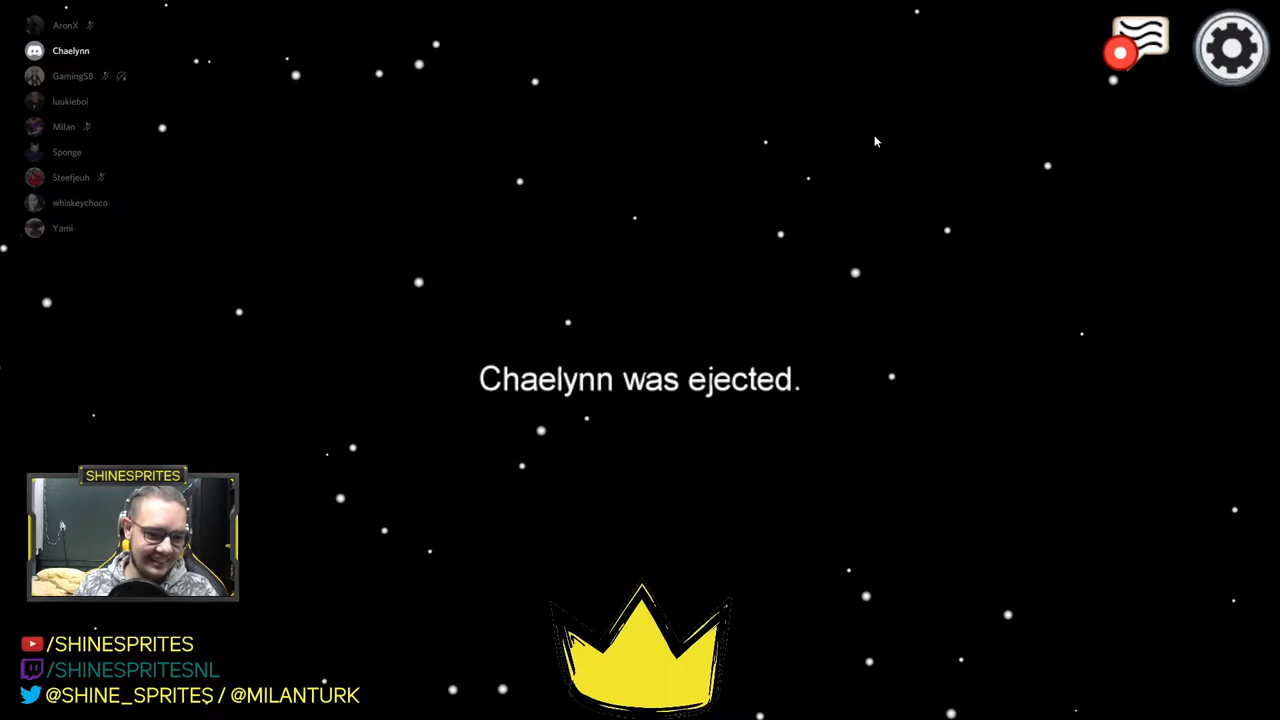 AronX
Chaelynn
GamingSB
luukieboi
Milan
Sponge
Steefjeuh
whiskeychoco
Yami
Chaelynn was ejected.
SHINESPRITES
/SHINESPRITES
/SHINESPRITESNL
@SHINE_SPRITES / @MILANTURK